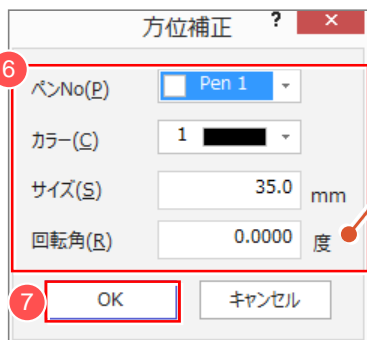 方位補正 ? ×
6
ペンNo(P) Pen 1
カラー(C) 1
サイズ(S) 35.0 mm
回転角(R) 0.0000 度
7 OK キャンセル